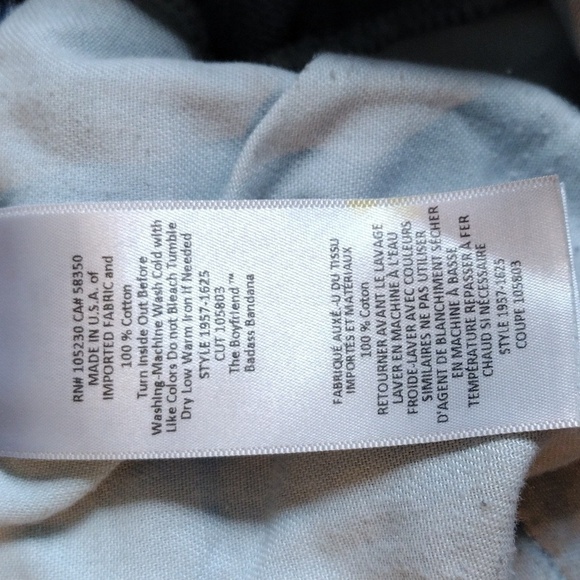 RN# 105230 CA# 58350
MADE IN U.S.A. of
IMPORTED FABRIC and
100 % Cotton
Turn Inside Out Before
Washing-Machine Wash Cold with
Like Colors Do not Bleach Tumble
Dry Low Warm Iron if Needed
STYLE 1957-1625
CUT 105803
The Boyfriend™
Badass Bandana
FABRIQUE AUXÉ.-U DU TISSU
IMPORTÉS ET MATÉRIAUX
100 % Coton
RETOURNER AVANT LE LAVAGE
LAVER EN MACHINE À L'EAU
FROIDE-LAVER AVEC COULEURS
SIMILAIRES NE PAS UTILISER
D'AGENT DE BLANCHIMENT SÉCHER
EN MACHINE À BASSE
TEMPÉRATURE REPASSER À FER
CHAUD SI NÉCESSAIRE
STYLE 1957-1625
COUPE 105803